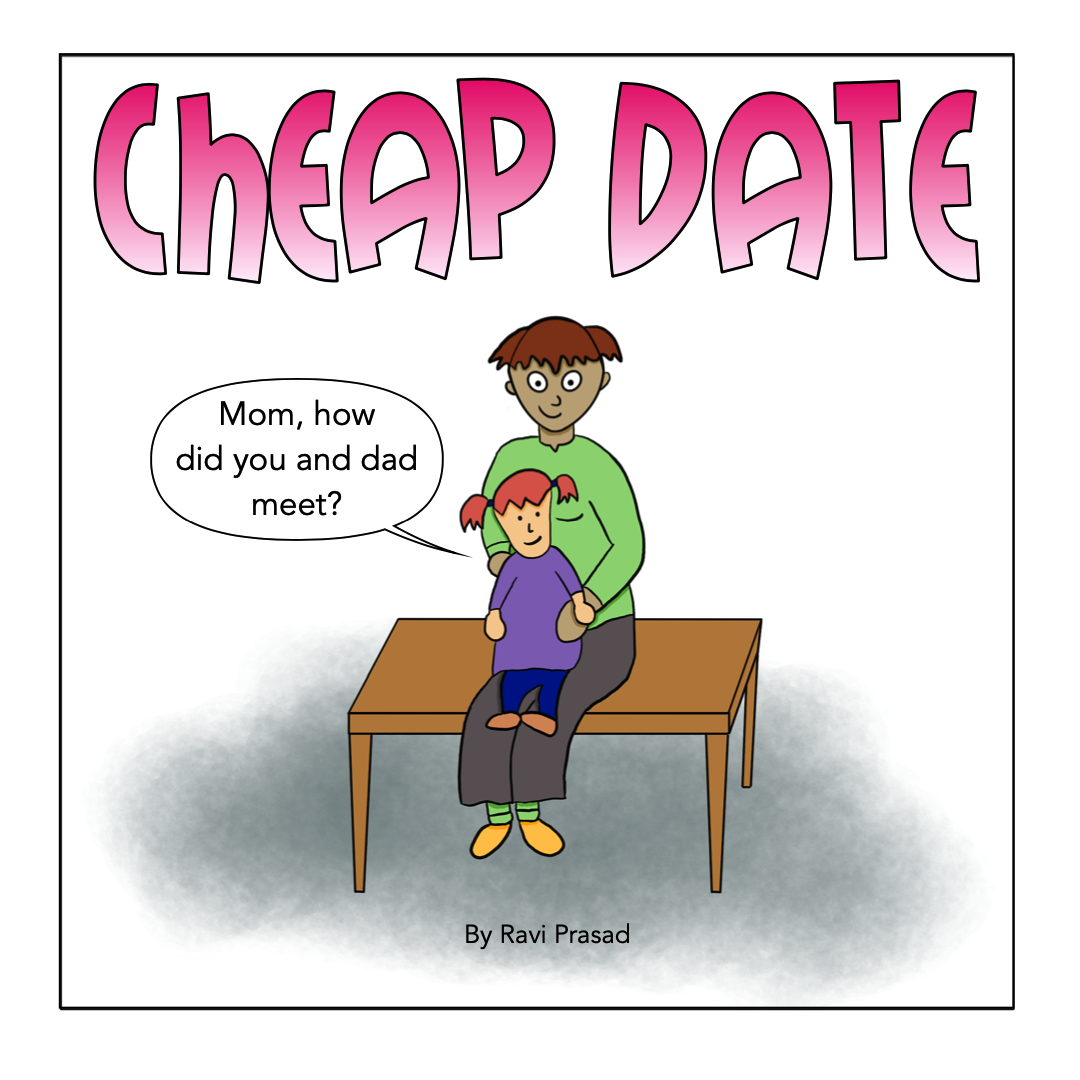 ChEAP DATE
Mom, how
did you and dad
meet?
By Ravi Prasad